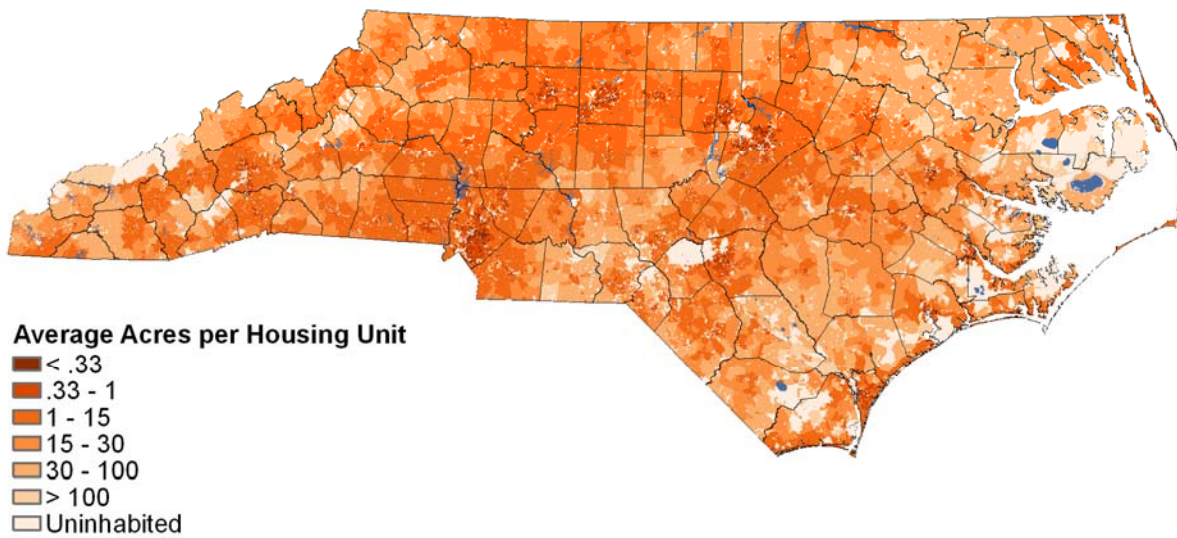 Average Acres per Housing Unit
< .33
.33 - 1
1 - 15
15 - 30
30 - 100
> 100
Uninhabited